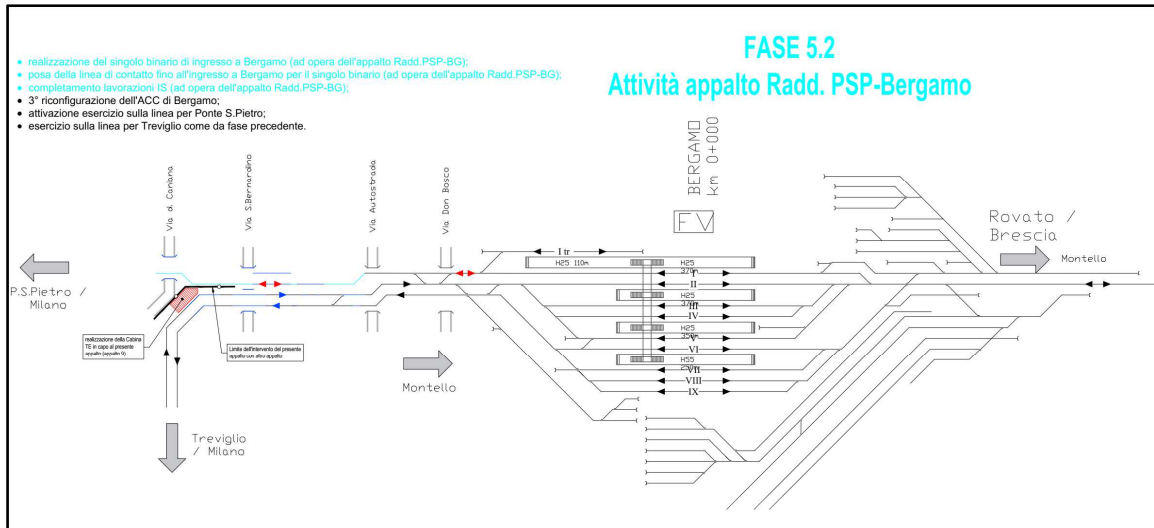 FASE 5.2
Attività appalto Radd. PSP-Bergamo
• realizzazione del singolo binario di ingresso a Bergamo (ad opera dell'appalto Radd.PSP-BG);
• posa della linea di contatto fino all'ingresso a Bergamo per il singolo binario (ad opera dell'appalto Radd.PSP-BG);
• completamento lavorazioni IS (ad opera dell'appalto Radd.PSP-BG);
• 3° riconfigurazione dell'ACC di Bergamo;
• attivazione esercizio sulla linea per Ponte S.Pietro;
• esercizio sulla linea per Treviglio come da fase precedente.
BERGAMO
km 0+000
FV
Via di Caniana
Via S.Bernardino
Via Autostrada
Via Don Bosco
Rovato /
Brescia
Montello
P.S.Pietro /
Milano
I tr
H25 110m
H25
370m
I
II
H25
III
IV
H25
350m
V
VI
H55
VII
VIII
IX
realizzazione della Cabina
TE in capo al presente
appalto (appalto 9)
Limite dell'intervento del presente
appalto con altro appalto
Montello
Treviglio
/ Milano